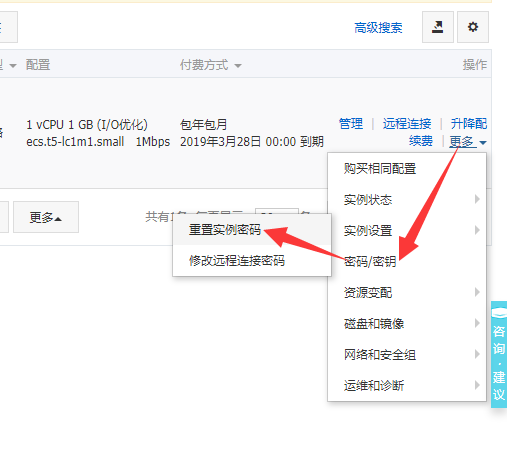 高级搜索
配置
付费方式
操作
1 vCPU 1 GB (I/O优化)
ecs.t5-lc1m1.small 1Mbps
包年包月
2019年3月28日 00:00 到期
管理 | 远程连接 | 升降配
续费 | 更多
购买相同配置
实例状态
实例设置
密码/密钥
资源变配
磁盘和镜像
网络和安全组
运维和诊断
更多
共有1条
重置实例密码
修改远程连接密码
咨询·建议